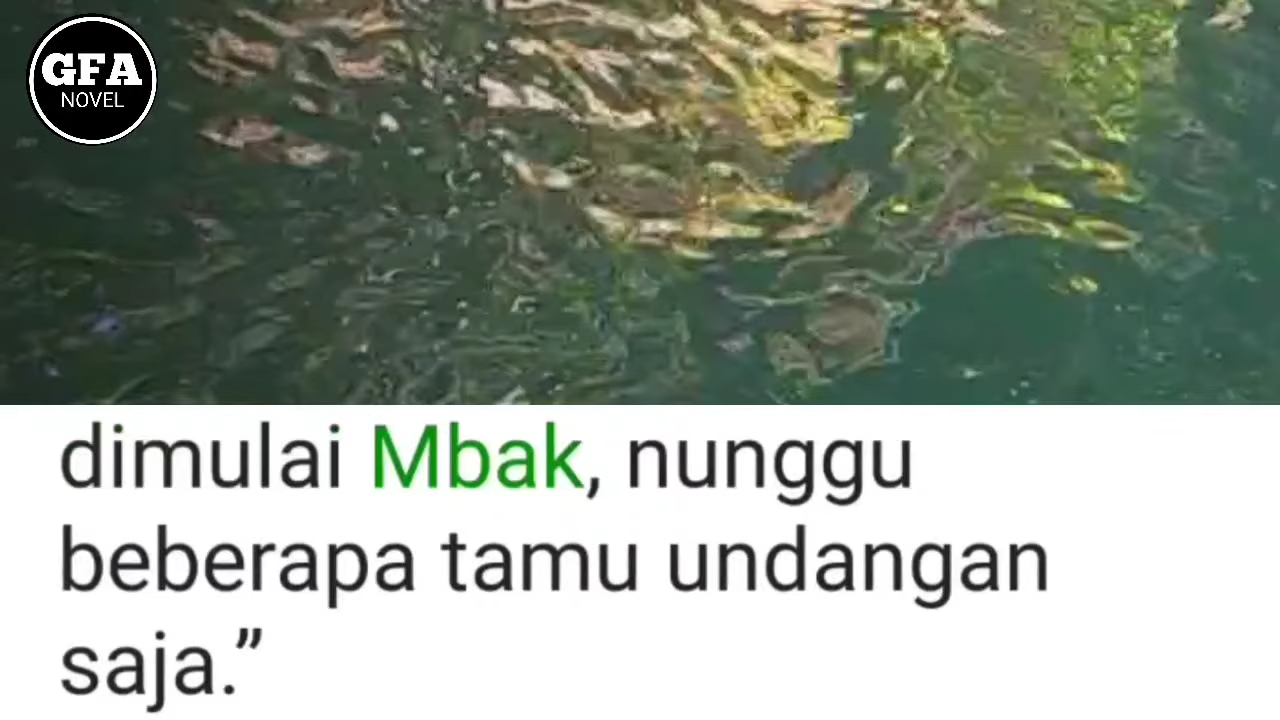 GFA
NOVEL
dimulai Mbak, nunggu
beberapa tamu undangan
saja.”